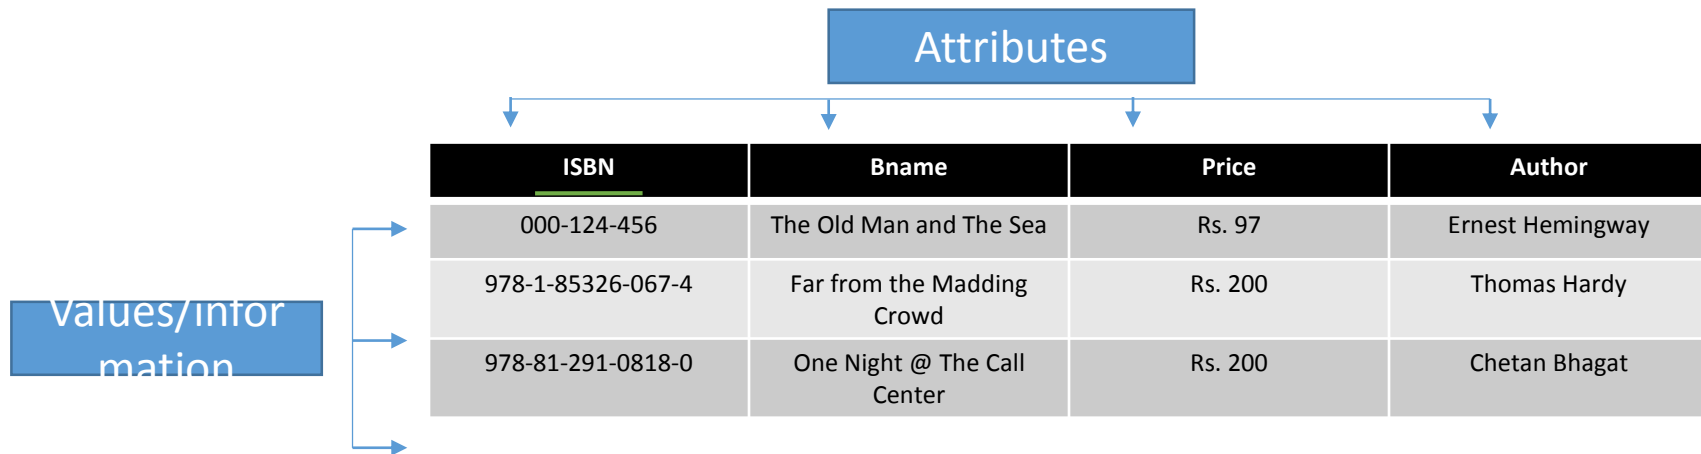 Attributes
ISBN Bname Price Author
000-124-456 The Old Man and The Sea Rs. 97 Ernest Hemingway
978-1-85326-067-4 Far from the Madding Rs. 200 Thomas Hardy
Crowd
Values/infor
mation
978-81-291-0818-0 One Night @ The Call Rs. 200 Chetan Bhagat
Center